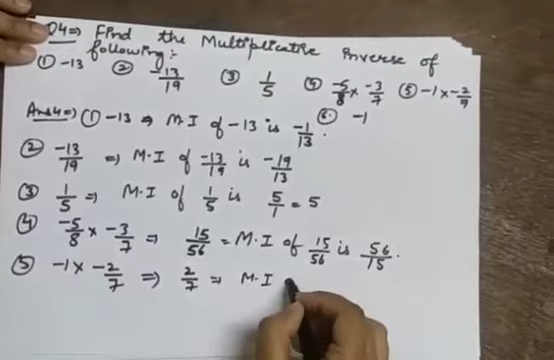 Q4⇒ Find the Multiplicative Inverse of
following:-
① -13 ② -13/19 ③ 1/5 ④ -5/8 × -3/7 ⑤ -1 × -2/7
⑥ -1
Ans4⇒ ① -13 ⇒ M.I of -13 is -1/13.
② -13/19 ⇒ M.I of -13/19 is -19/13
③ 1/5 ⇒ M.I of 1/5 is 5/1 = 5
④ -5/8 × -3/7 ⇒ 15/56 = M.I of 15/56 is 56/15.
⑤ -1 × -2/7 ⇒ 2/7 ⇒ M.I